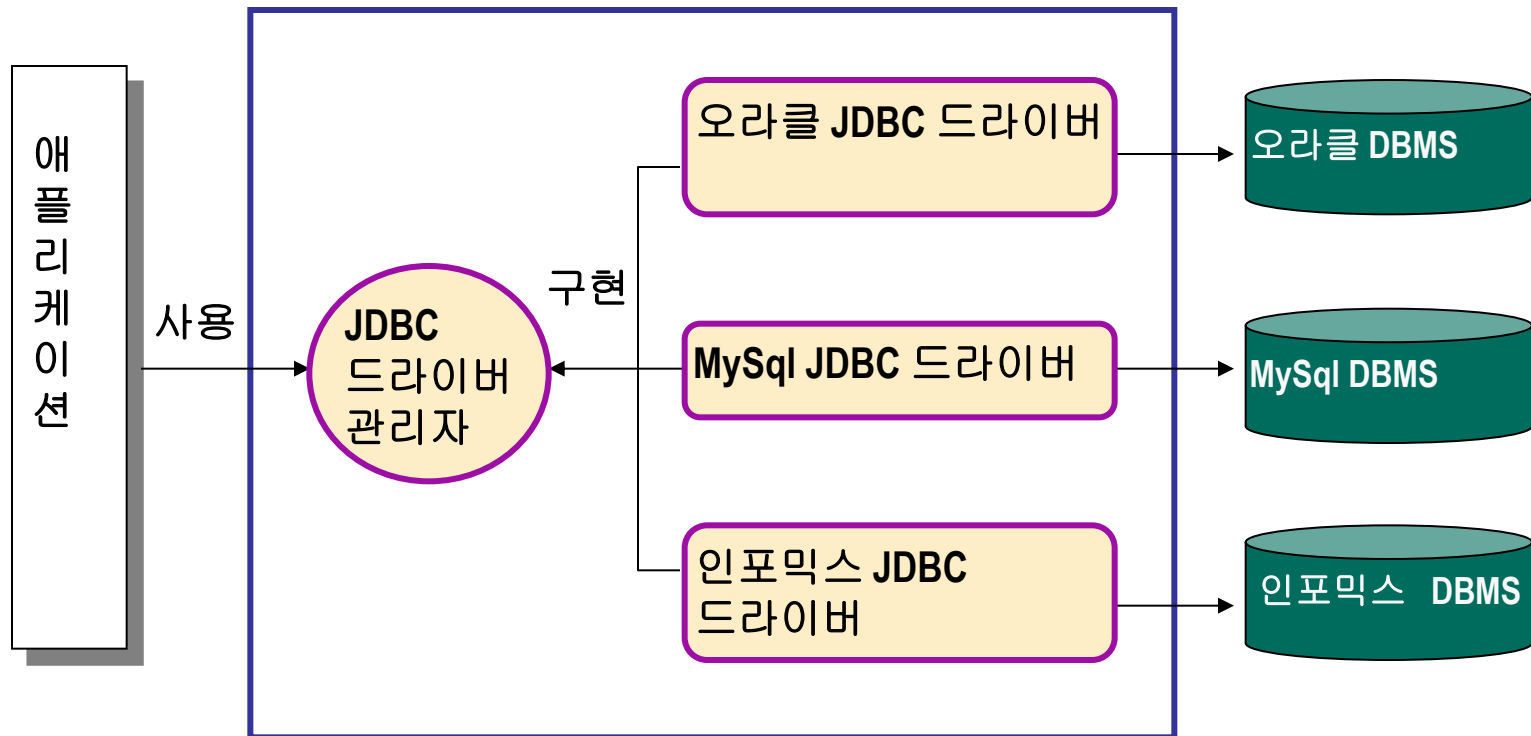 애
플
리
케
이
션
사용
JDBC
드라이버
관리자
구현
오라클 JDBC 드라이버
MySql JDBC 드라이버
인포믹스 JDBC
드라이버
오라클 DBMS
MySql DBMS
인포믹스 DBMS